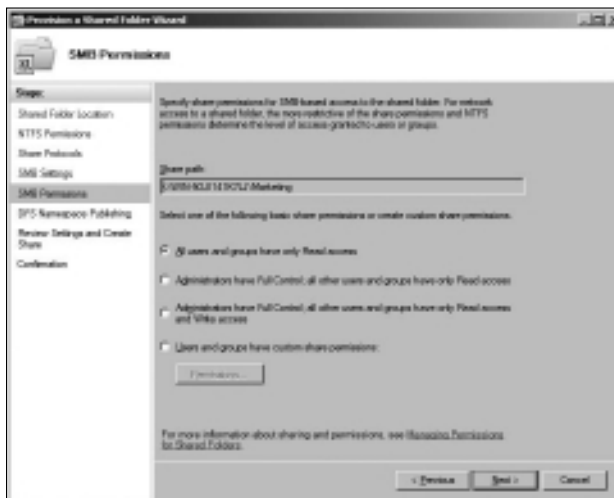 Provision a Shared Folder Wizard
SMB Permissions
Steps:
Shared Folder Location
NTFS Permissions
Share Protocols
SMB Settings
SMB Permissions
DFS Namespace Publishing
Review Settings and Create
Share
Confirmation
Specify share permissions for SMB-based access to the shared folder. For network
access to a shared folder, the more restrictive of the share permissions and NTFS
permissions determine the level of access granted to users or groups.
Share path:
Marketing
Select one of the following basic share permissions or create custom share permissions.
All users and groups have only Read access
Administrators have Full Control; all other users and groups have only Read access
Administrators have Full Control; all other users and groups have only Read access
and Write access
Users and groups have custom share permissions:
Permissions...
For more information about sharing and permissions, see Managing Permissions
for Shared Folders.
< Previous
Next >
Cancel